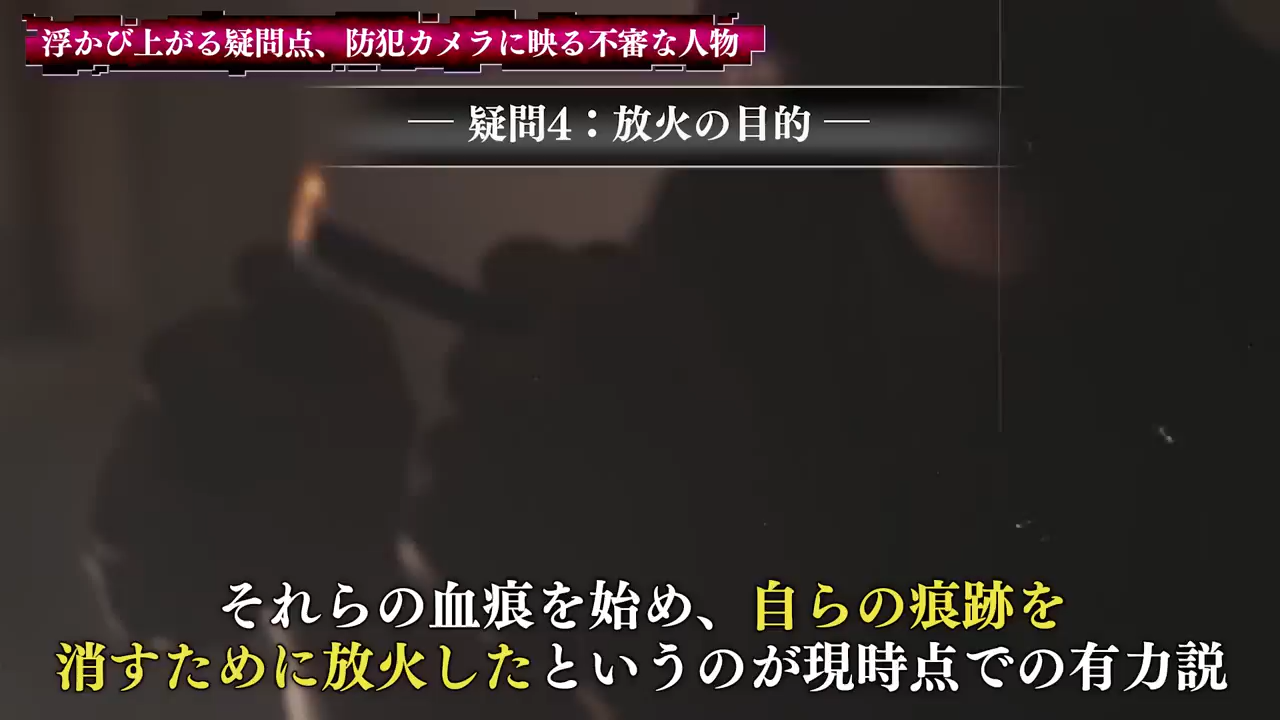 浮かび上がる疑問点、防犯カメラに映る不審な人物
― 疑問4：放火の目的 ―
それらの血痕を始め、自らの痕跡を
消すために放火したというのが現時点での有力説